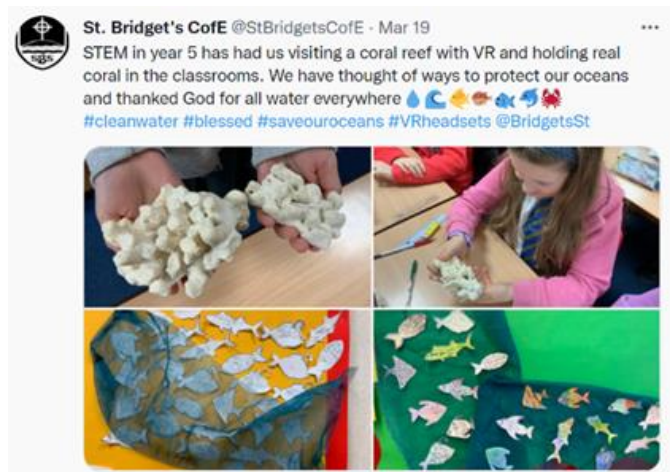 St. Bridget's CofE @StBridgetsCofE · Mar 19
STEM in year 5 has had us visiting a coral reef with VR and holding real
coral in the classrooms. We have thought of ways to protect our oceans
and thanked God for all water everywhere 💧🌊🐠🐡🐟🐬🦀
#cleanwater #blessed #saveouroceans #VRheadsets @BridgetsSt
SBS